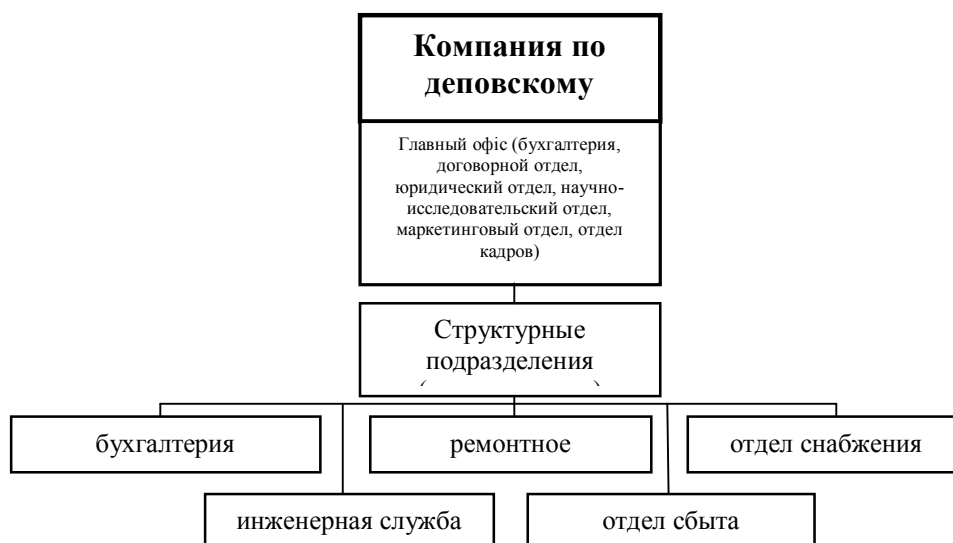 Компания по
деповскому
Главный офіс (бухгалтерия,
договорной отдел,
юридический отдел, научно-
исследовательский отдел,
маркетинговый отдел, отдел
кадров)
Структурные
подразделения
бухгалтерия
ремонтное
отдел снабжения
инженерная служба
отдел сбыта